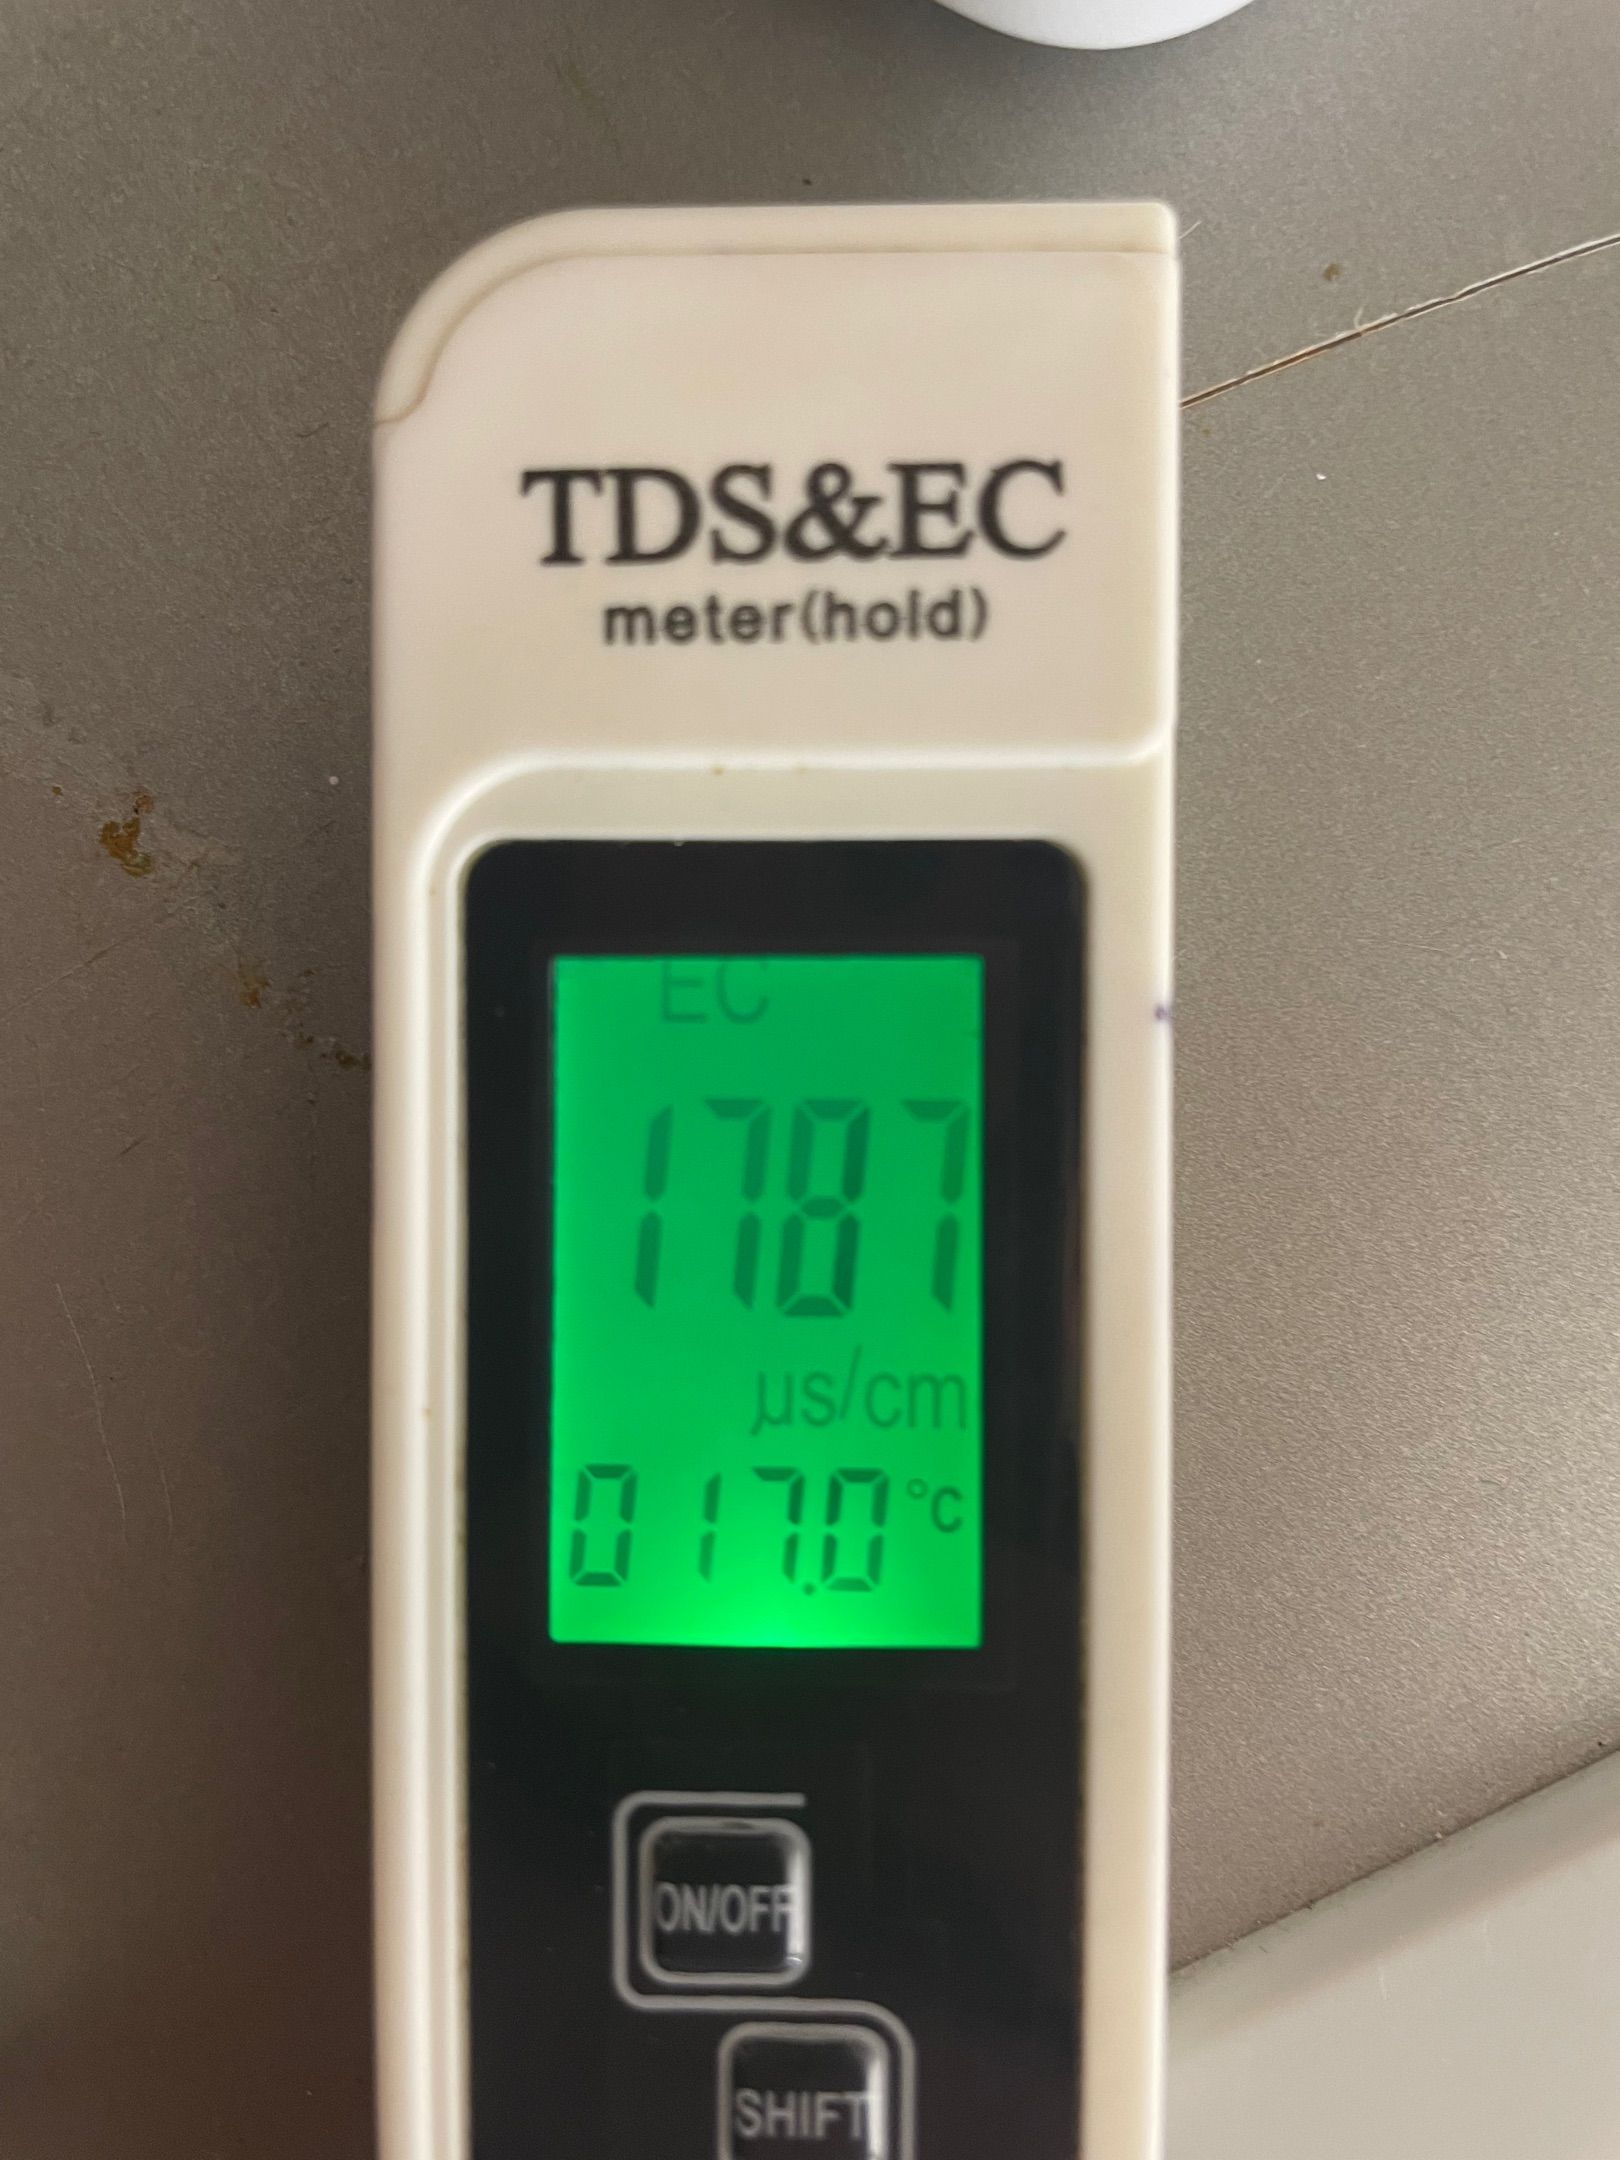 TDS&EC
meter(hold)
EC
1787
µs/cm
017.0 °C
ON/OFF
SHIFT